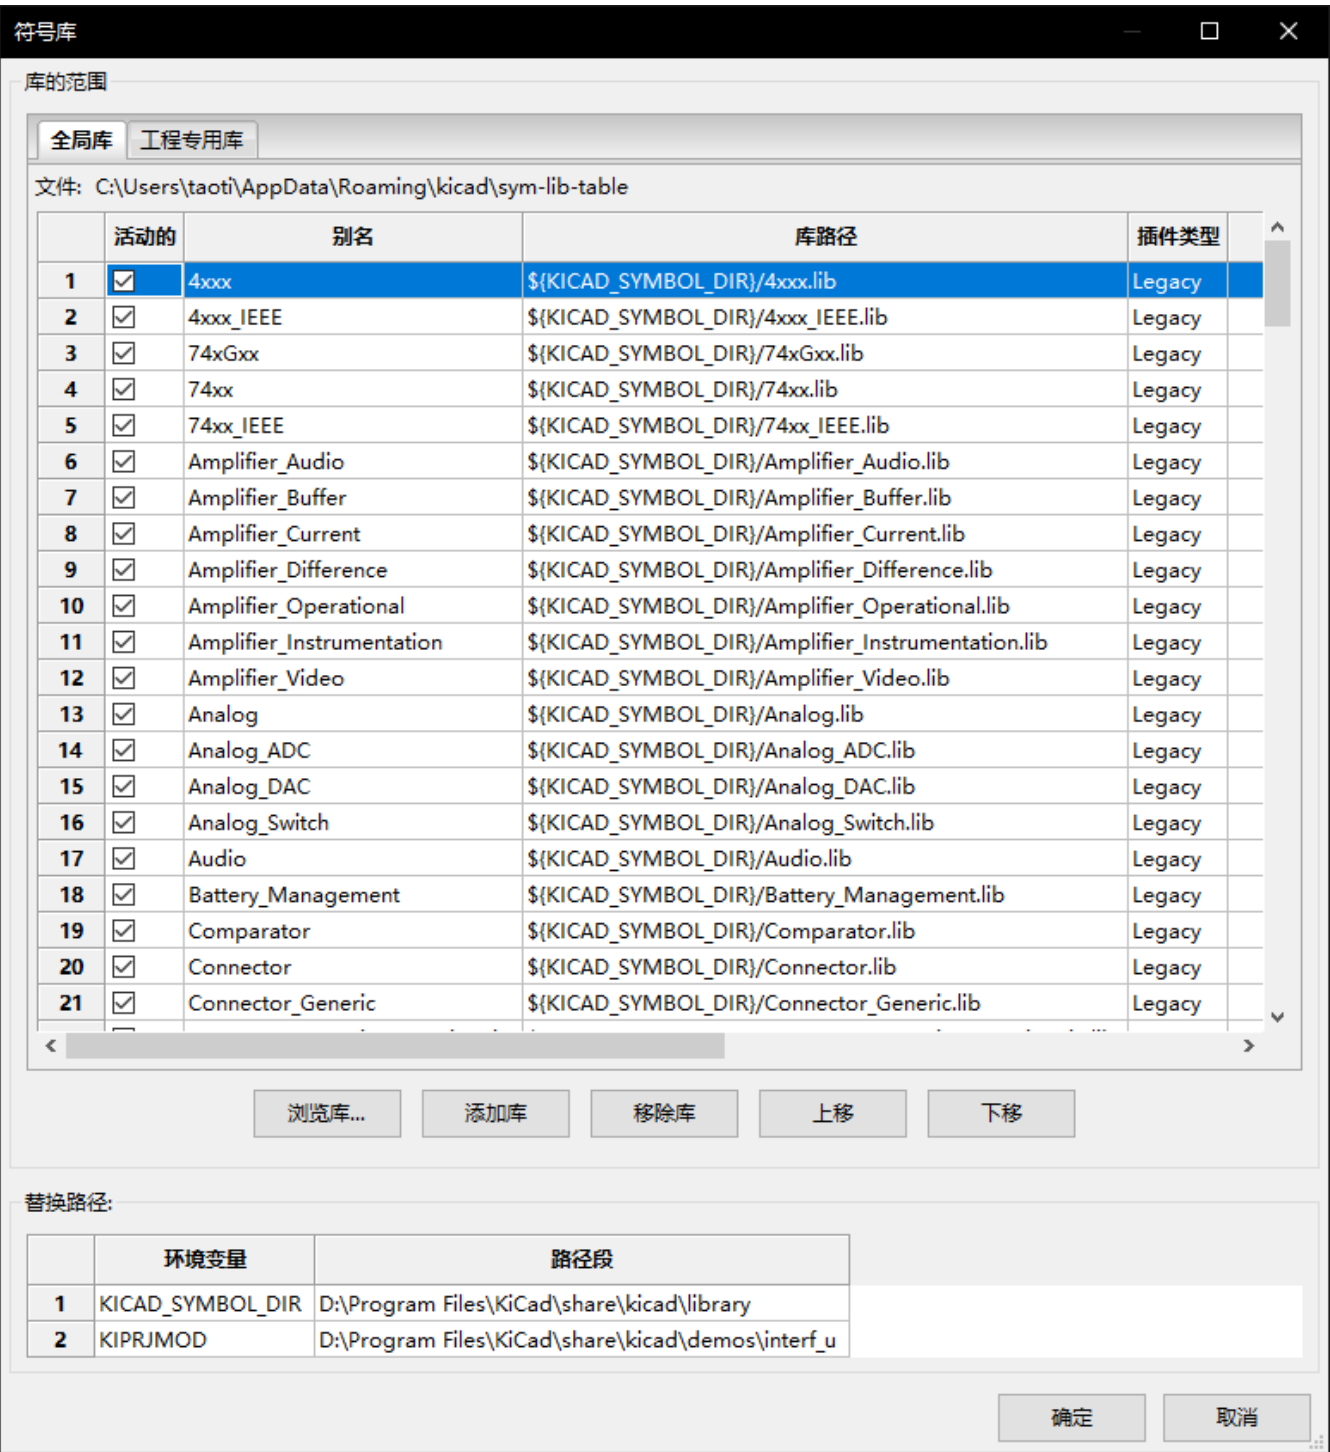 符号库
库的范围
全局库 工程专用库
文件: C:\Users\taoti\AppData\Roaming\kicad\sym-lib-table
活动的 别名 库路径 插件类型
1 4xxx ${KICAD_SYMBOL_DIR}/4xxx.lib Legacy
2 4xxx_IEEE ${KICAD_SYMBOL_DIR}/4xxx_IEEE.lib Legacy
3 74xGxx ${KICAD_SYMBOL_DIR}/74xGxx.lib Legacy
4 74xx ${KICAD_SYMBOL_DIR}/74xx.lib Legacy
5 74xx_IEEE ${KICAD_SYMBOL_DIR}/74xx_IEEE.lib Legacy
6 Amplifier_Audio ${KICAD_SYMBOL_DIR}/Amplifier_Audio.lib Legacy
7 Amplifier_Buffer ${KICAD_SYMBOL_DIR}/Amplifier_Buffer.lib Legacy
8 Amplifier_Current ${KICAD_SYMBOL_DIR}/Amplifier_Current.lib Legacy
9 Amplifier_Difference ${KICAD_SYMBOL_DIR}/Amplifier_Difference.lib Legacy
10 Amplifier_Operational ${KICAD_SYMBOL_DIR}/Amplifier_Operational.lib Legacy
11 Amplifier_Instrumentation ${KICAD_SYMBOL_DIR}/Amplifier_Instrumentation.lib Legacy
12 Amplifier_Video ${KICAD_SYMBOL_DIR}/Amplifier_Video.lib Legacy
13 Analog ${KICAD_SYMBOL_DIR}/Analog.lib Legacy
14 Analog_ADC ${KICAD_SYMBOL_DIR}/Analog_ADC.lib Legacy
15 Analog_DAC ${KICAD_SYMBOL_DIR}/Analog_DAC.lib Legacy
16 Analog_Switch ${KICAD_SYMBOL_DIR}/Analog_Switch.lib Legacy
17 Audio ${KICAD_SYMBOL_DIR}/Audio.lib Legacy
18 Battery_Management ${KICAD_SYMBOL_DIR}/Battery_Management.lib Legacy
19 Comparator ${KICAD_SYMBOL_DIR}/Comparator.lib Legacy
20 Connector ${KICAD_SYMBOL_DIR}/Connector.lib Legacy
21 Connector_Generic ${KICAD_SYMBOL_DIR}/Connector_Generic.lib Legacy
浏览库... 添加库 移除库 上移 下移
替换路径:
环境变量 路径段
1 KICAD_SYMBOL_DIR D:\Program Files\KiCad\share\kicad\library
2 KIPRJMOD D:\Program Files\KiCad\share\kicad\demos\interf_u
确定 取消